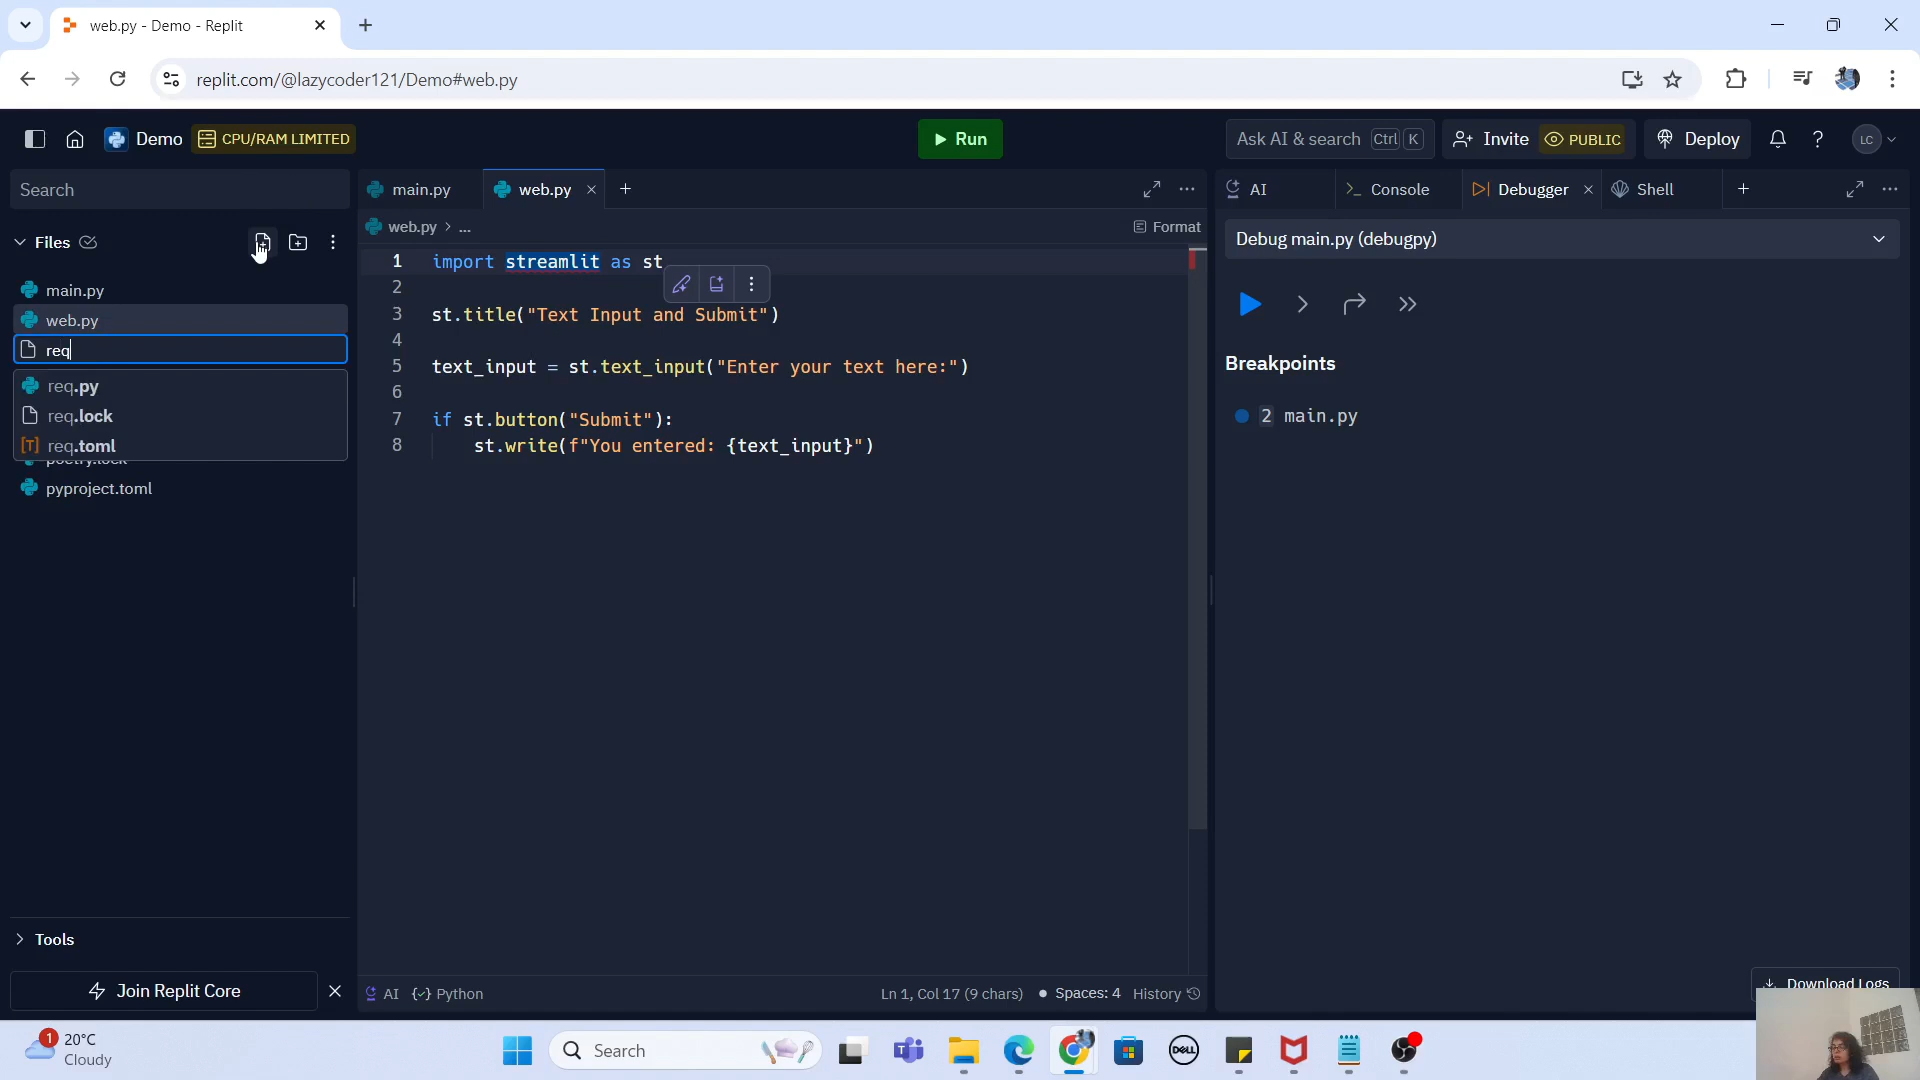 web.py - Demo - Replit
replit.com/@lazycoder121/Demo#web.py
Demo
CPU/RAM LIMITED
Run
Ask AI & search Ctrl K
Invite
PUBLIC
Deploy
LC
Search
main.py
web.py
AI
Console
Debugger
Shell
Files
web.py > ...
Format
Debug main.py (debugpy)
main.py
web.py
req
req.py
req.lock
req.toml
poetry.lock
pyproject.toml
1 import streamlit as st
2
3 st.title("Text Input and Submit")
4
5 text_input = st.text_input("Enter your text here:")
6
7 if st.button("Submit"):
8 st.write(f"You entered: {text_input}")
Breakpoints
2 main.py
Tools
Join Replit Core
AI
Python
Ln 1, Col 17 (9 chars)
Spaces: 4
History
Download Logs
1
20°C
Cloudy
Search
DELL